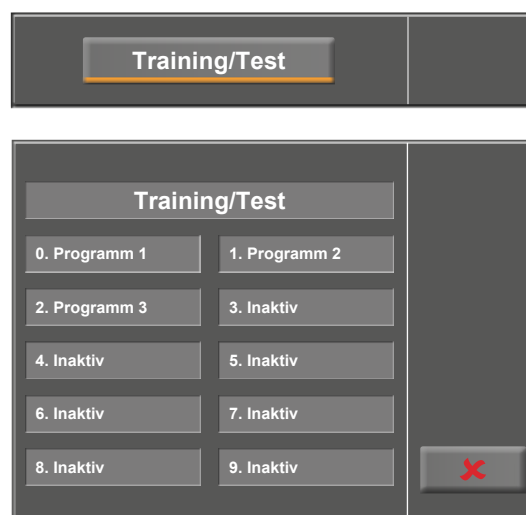 Training/Test
Training/Test
0. Programm 1
1. Programm 2
2. Programm 3
3. Inaktiv
4. Inaktiv
5. Inaktiv
6. Inaktiv
7. Inaktiv
8. Inaktiv
9. Inaktiv